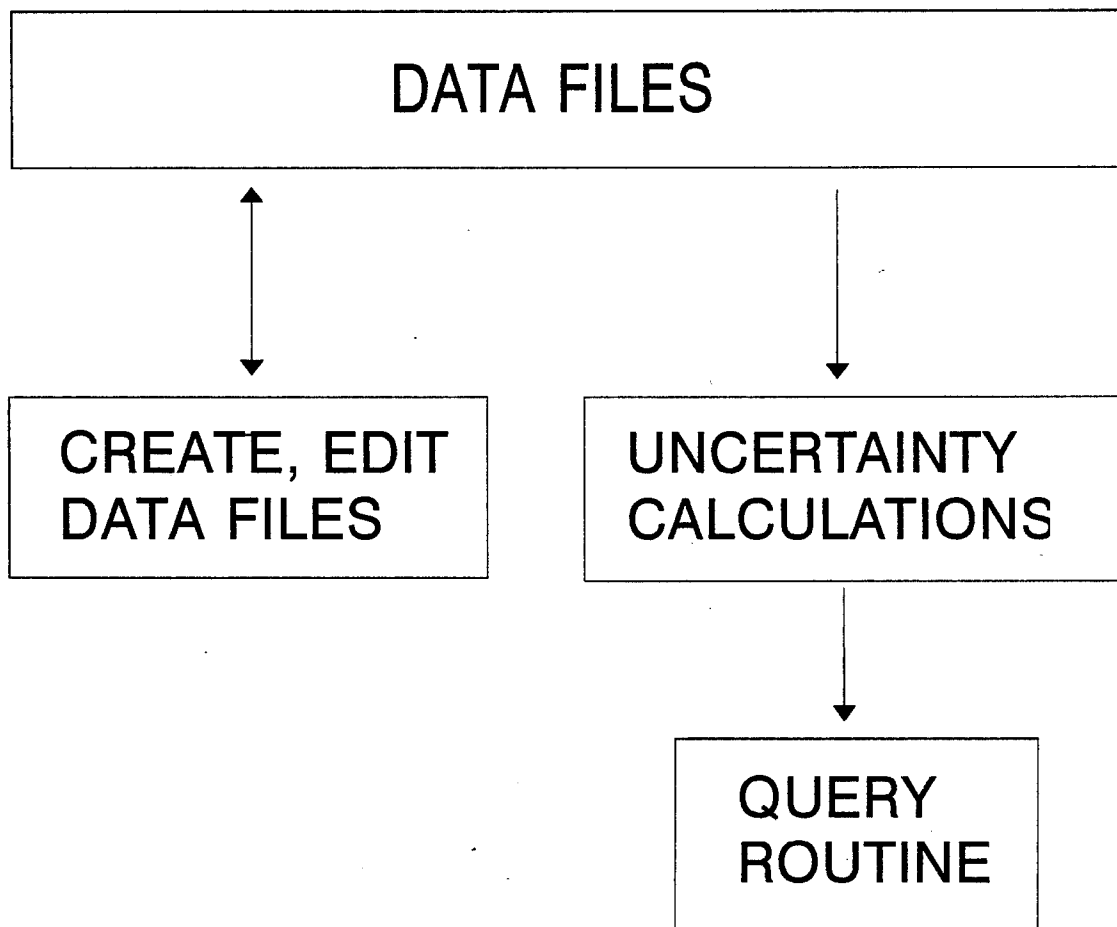 DATA FILES
CREATE, EDIT
DATA FILES
UNCERTAINTY
CALCULATIONS
QUERY
ROUTINE